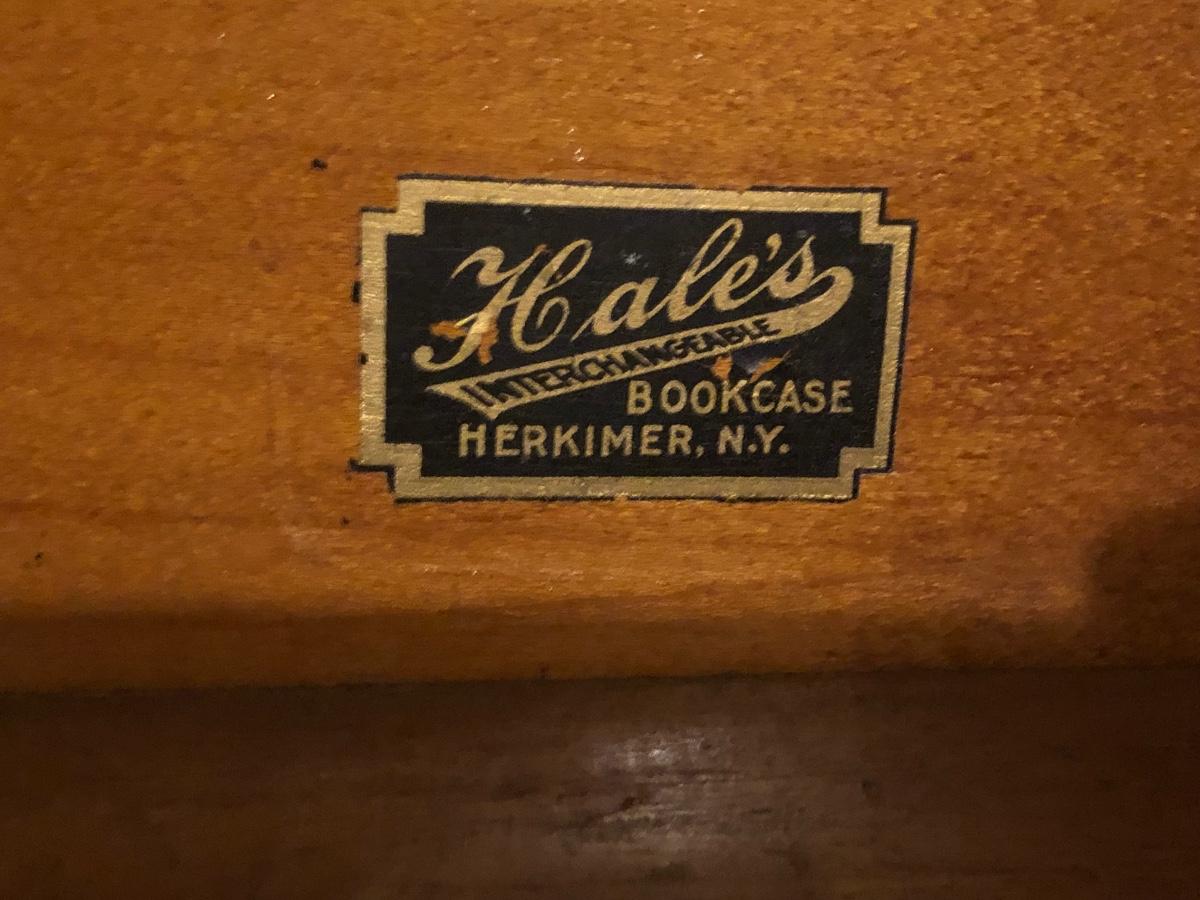 Hale's
INTERCHANGEABLE
BOOKCASE
HERKIMER, N.Y.